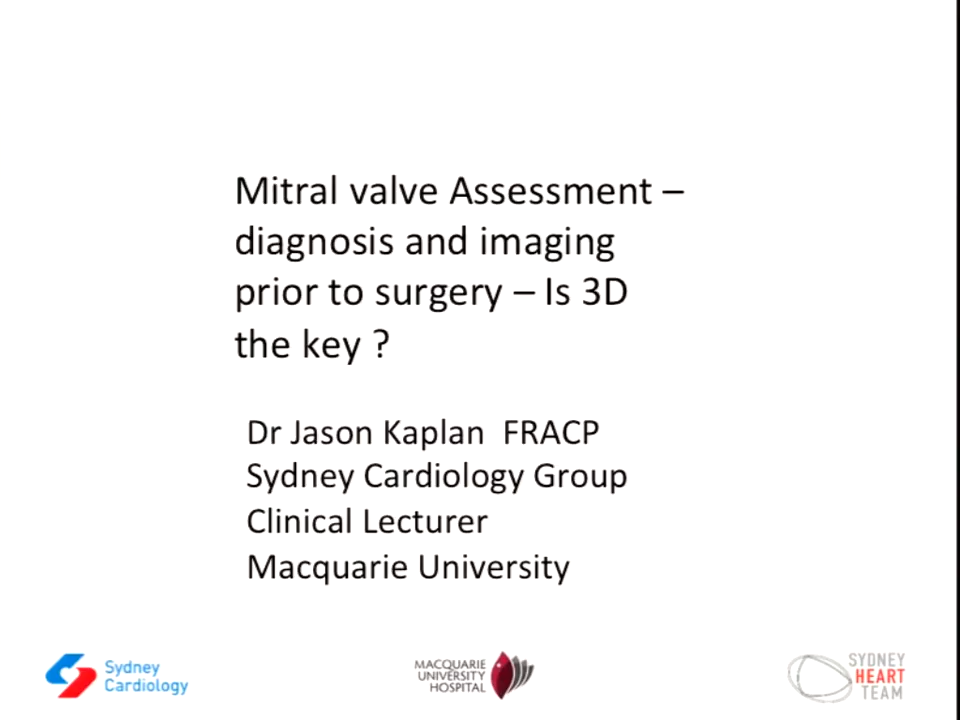 Mitral valve Assessment –
diagnosis and imaging
prior to surgery – Is 3D
the key ?
Dr Jason Kaplan  FRACP
Sydney Cardiology Group
Clinical Lecturer
Macquarie University
Sydney
Cardiology
MACQUARIE
UNIVERSITY
HOSPITAL
SYDNEY
HEART
TEAM